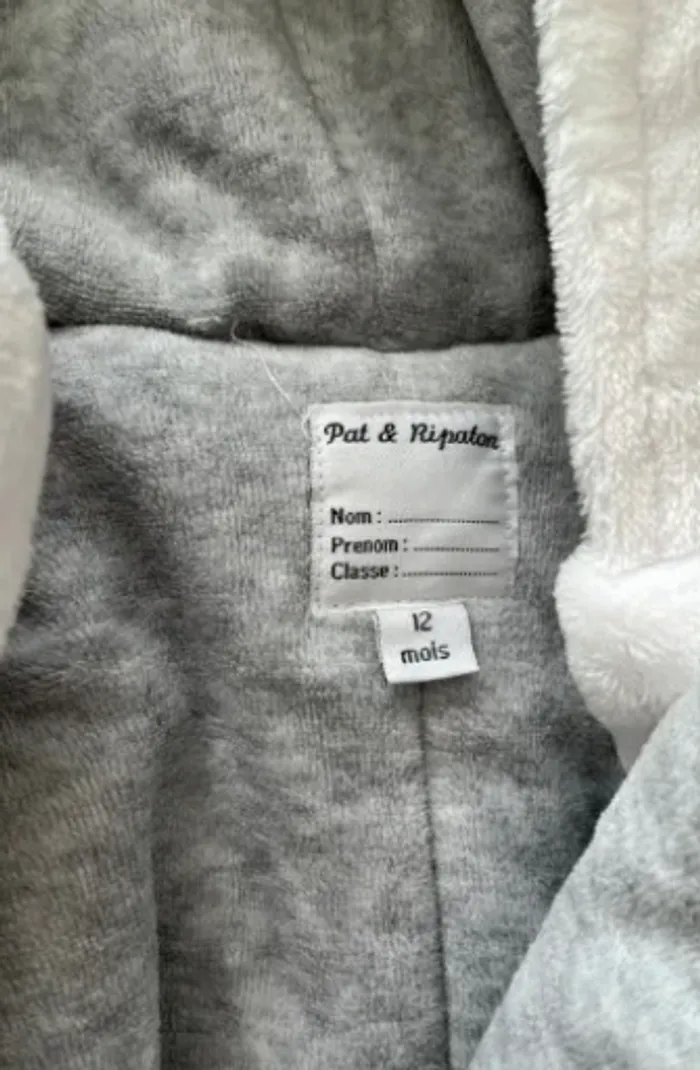 Pat & Ripaton
Nom : ........................
Prenom : ..................
Classe : .....................
12
mois